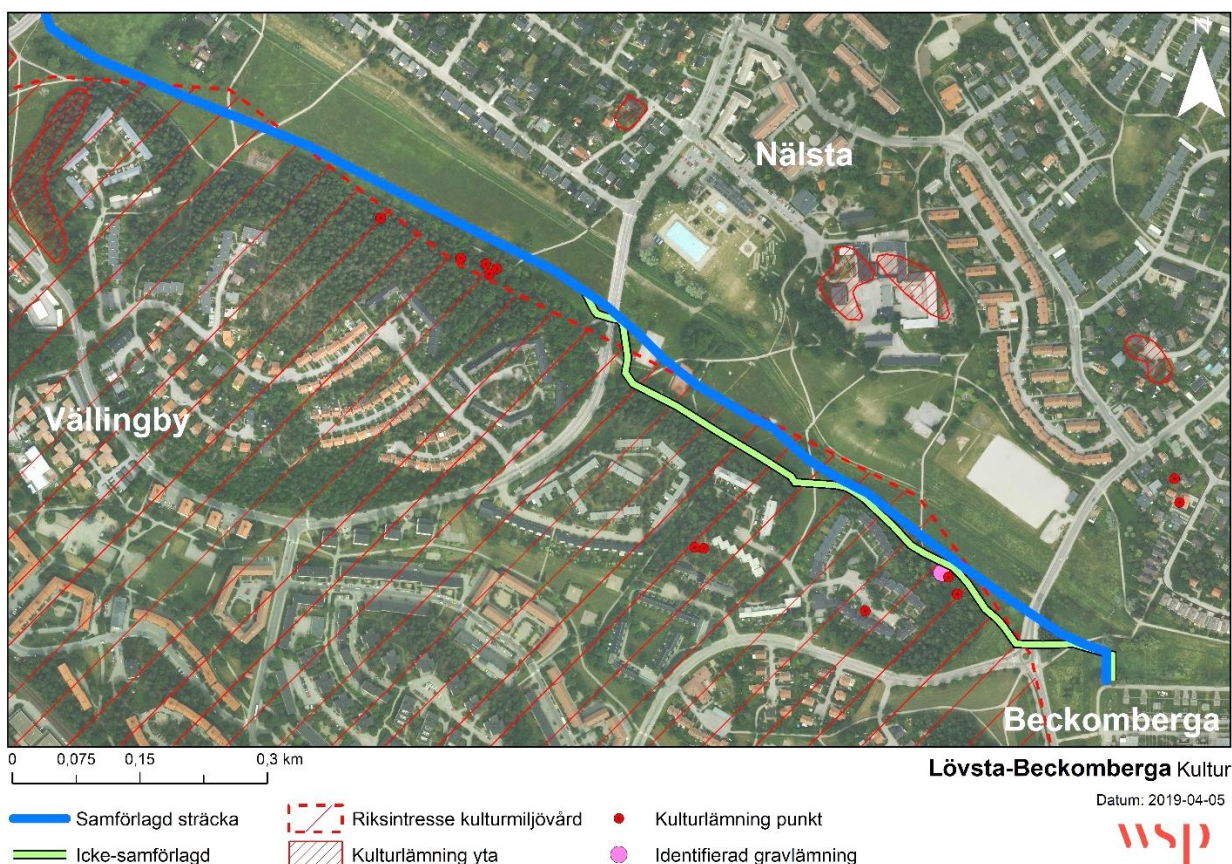 N
Nälsta
Vällingby
Beckomberga
0 0,075 0,15 0,3 km
Lövsta-Beckomberga Kultur
Datum: 2019-04-05
Samförlagd sträcka
Riksintresse kulturmiljövård
Kulturlämning punkt
Icke-samförlagd
Kulturlämning yta
Identifierad gravlämning
wsp